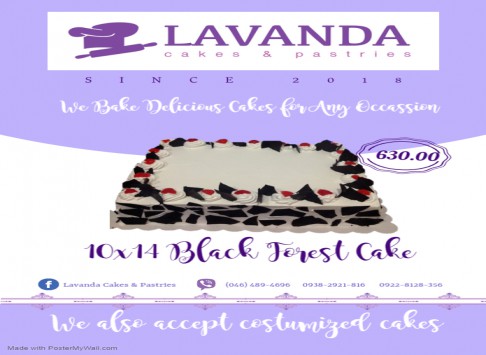 LAVANDA
cakes & pastries
SINCE 2018
We Bake Delicious Cakes for Any Occassion
630.00
10x14 Black Forest Cake
Lavanda Cakes & Pastries (046) 489-4696 0938-2921-816 0922-8128-356
We also accept costumized cakes
Made with PosterMyWall.com